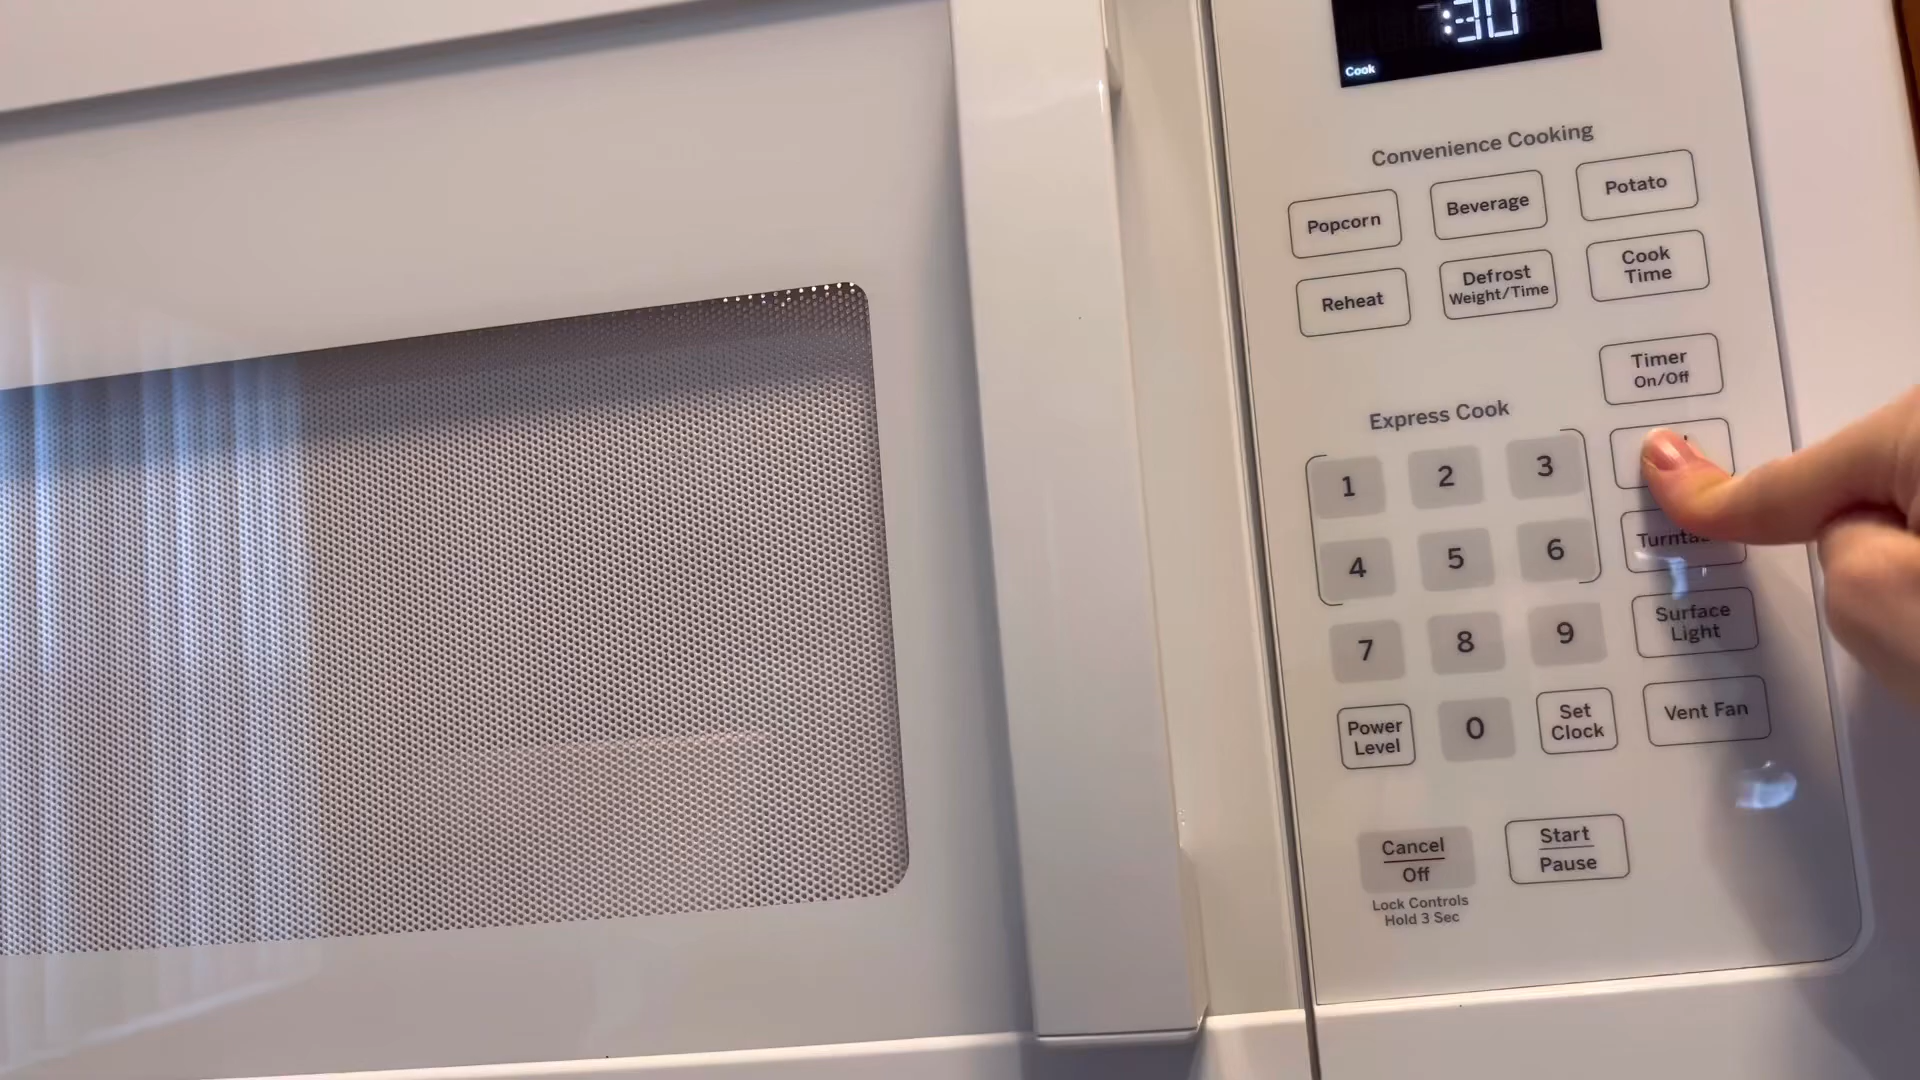 :30
Cook
Convenience Cooking
Popcorn
Beverage
Potato
Reheat
Defrost
Weight/Time
Cook
Time
Timer
On/Off
Express Cook
1
2
3
4
5
6
7
8
9
Surface
Light
Power
Level
0
Set
Clock
Vent Fan
Cancel
Off
Start
Pause
Lock Controls
Hold 3 Sec